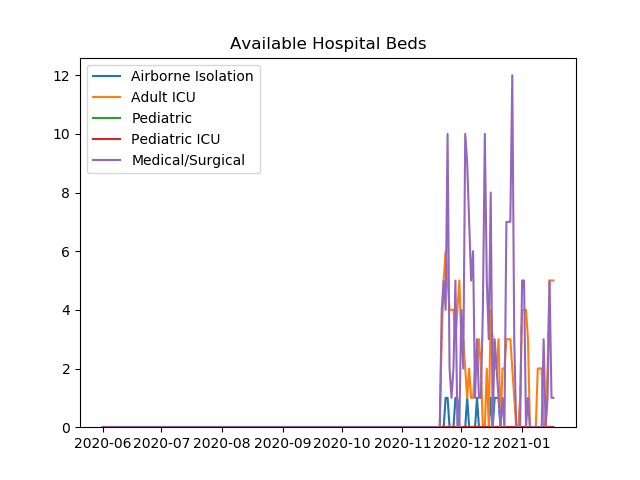 Available Hospital Beds
Airborne Isolation
Adult ICU
Pediatric
Pediatric ICU
Medical/Surgical
12
10
8
6
4
2
0
2020-06 2020-07 2020-08 2020-09 2020-10 2020-11 2020-12 2021-01